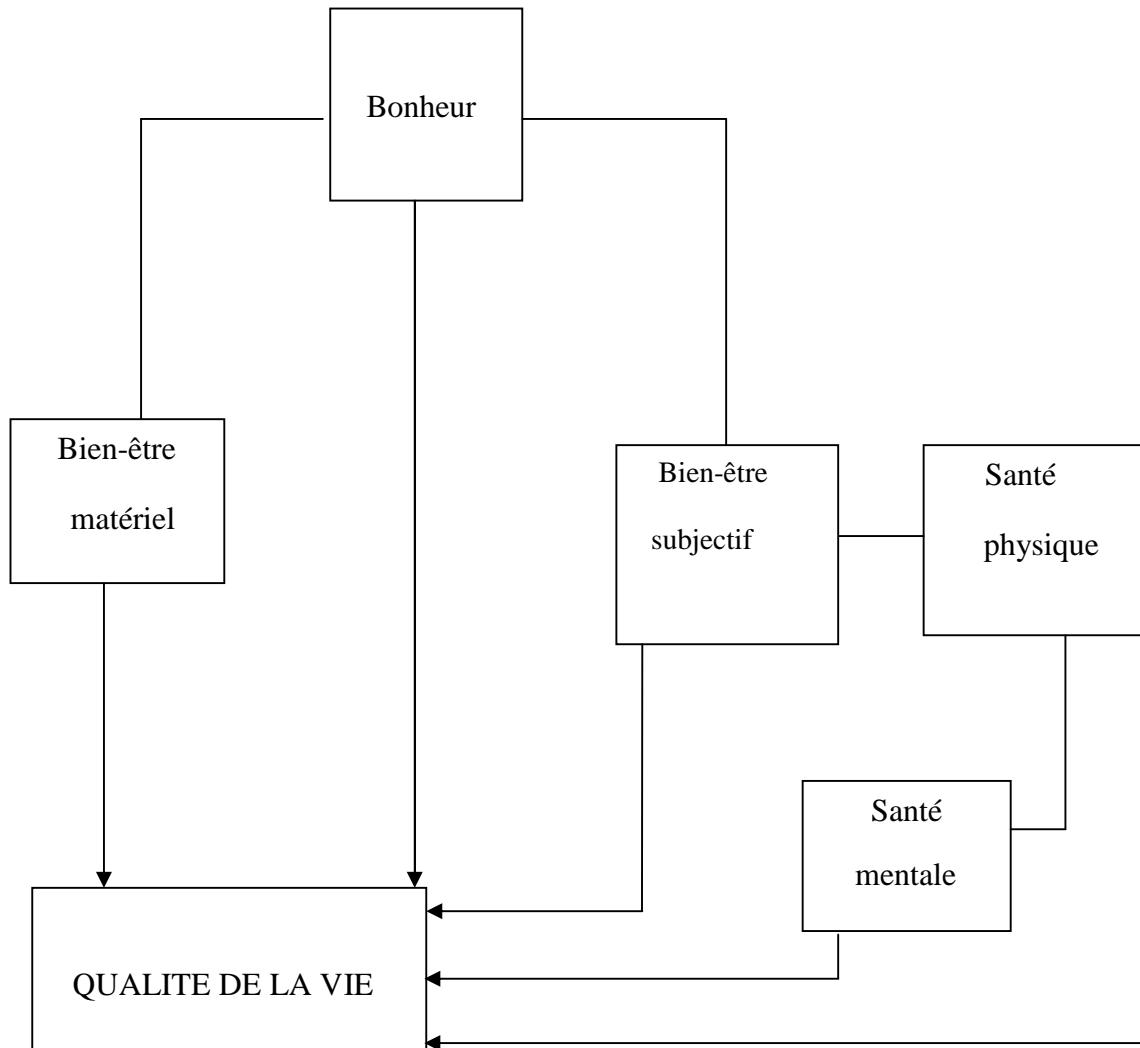 Bonheur
Bien-être
matériel
Bien-être
subjectif
Santé
physique
Santé
mentale
QUALITE DE LA VIE